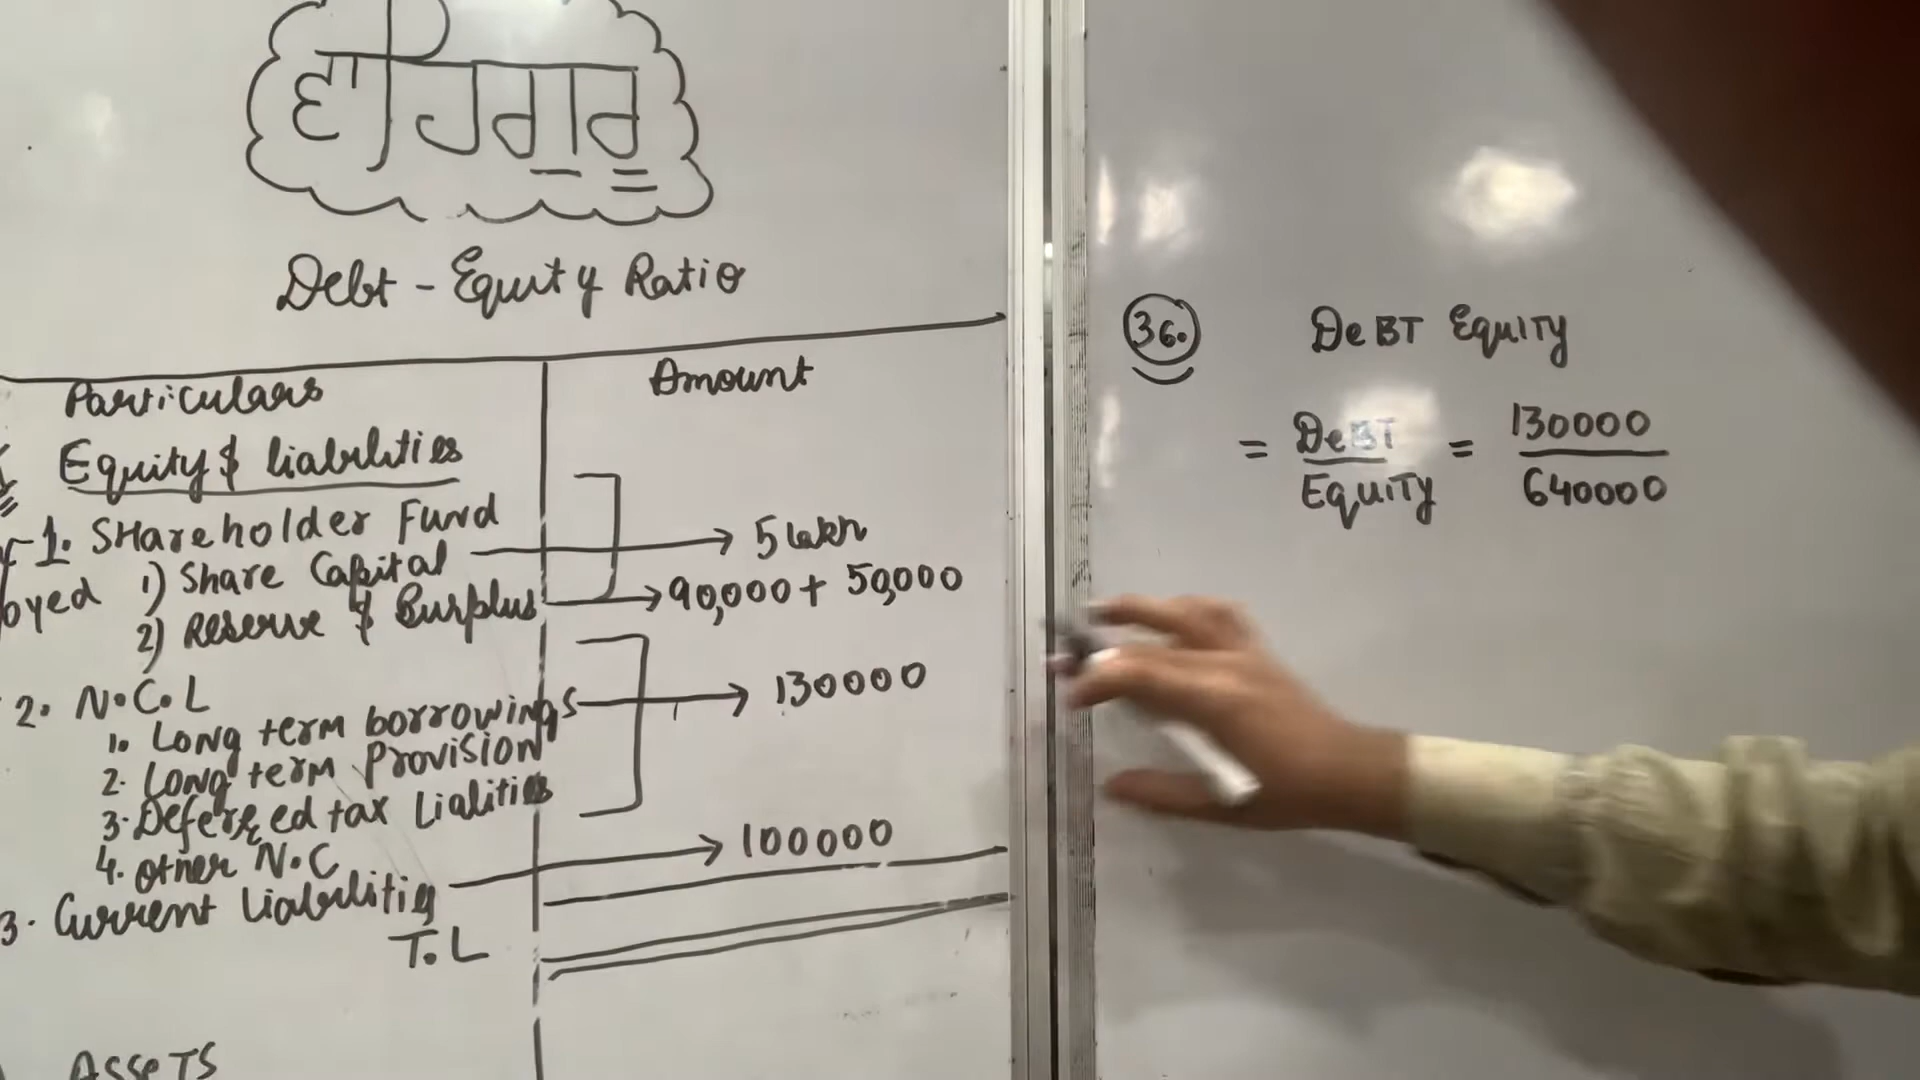 ਵਾਹਿਗੁਰੂ
Debt - Equity Ratio
Particulars
Amount
Equity & liabilities
1. SHareholder Fund
1) Share Capital
5 lakh
oyed
2) Reserve & Surplus
90,000 + 50,000
2. N.C.L
1. Long term borrowings
130000
2. Long term Provision
3. Deferred tax Lialities
4. other N.C
3. Current Liabilities
100000
T.L
ASSETS
36.
DeBT EquITy
= DeBT / EquITy = 130000 / 640000